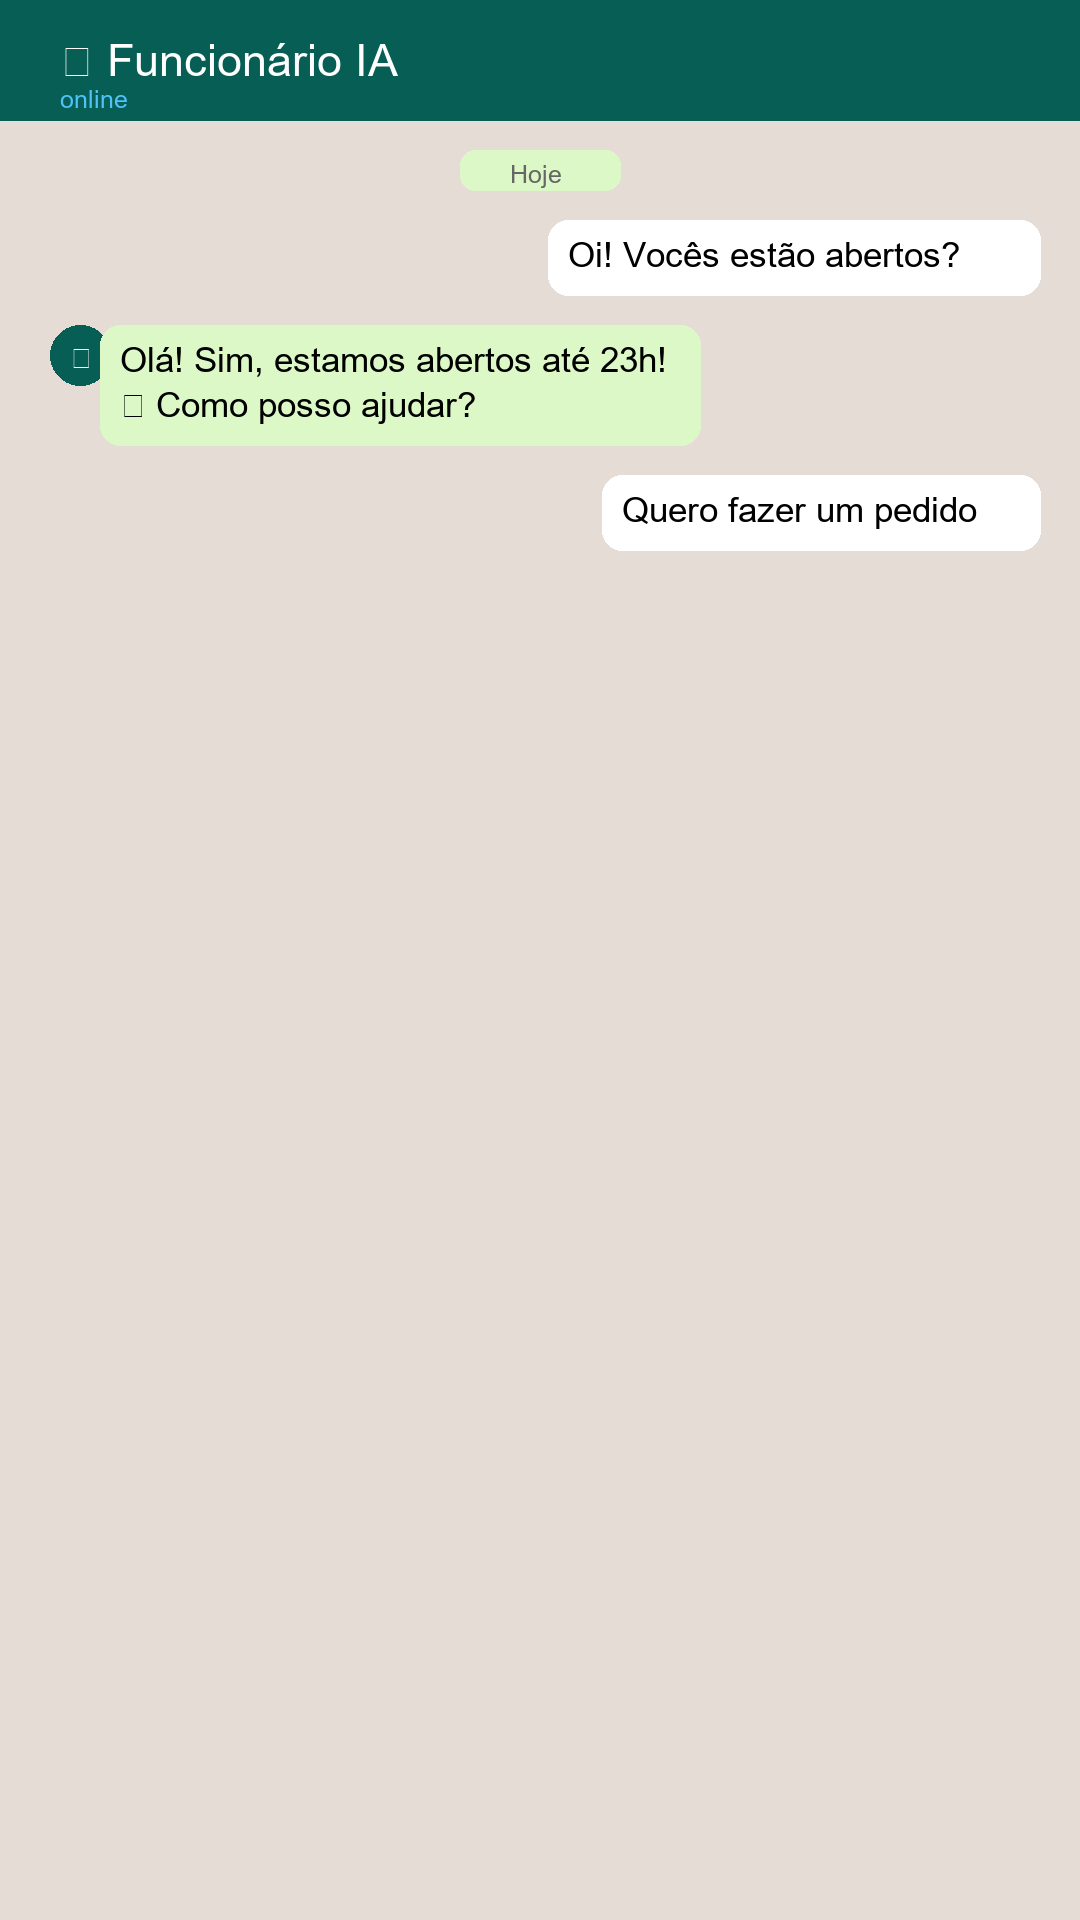 Funcionário IA
online
Hoje
Oi! Vocês estão abertos?
Olá! Sim, estamos abertos até 23h!
Como posso ajudar?
Quero fazer um pedido